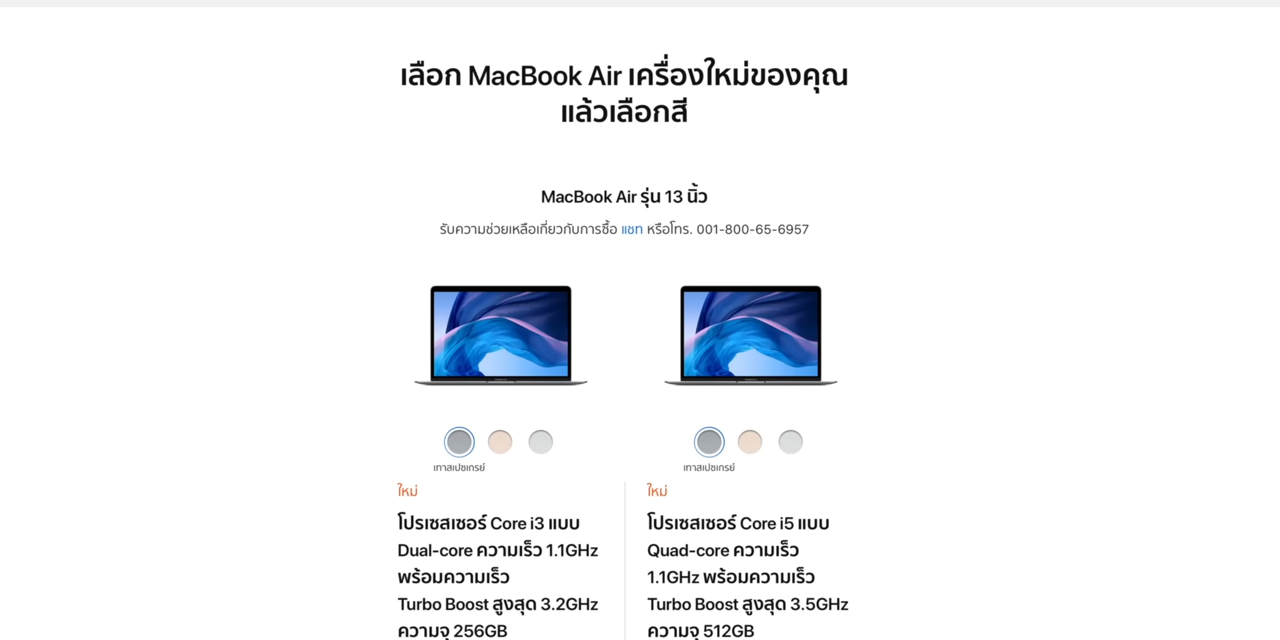 เลือก MacBook Air เครื่องใหม่ของคุณ
แล้วเลือกสี
MacBook Air รุ่น 13 นิ้ว
รับความช่วยเหลือเกี่ยวกับการซื้อ แชท หรือโทร. 001-800-65-6957
เทาสเปซเกรย์
ใหม่
โปรเซสเซอร์ Core i3 แบบ
Dual-core ความเร็ว 1.1GHz
พร้อมความเร็ว
Turbo Boost สูงสุด 3.2GHz
ความจุ 256GB
เทาสเปซเกรย์
ใหม่
โปรเซสเซอร์ Core i5 แบบ
Quad-core ความเร็ว
1.1GHz พร้อมความเร็ว
Turbo Boost สูงสุด 3.5GHz
ความจุ 512GB